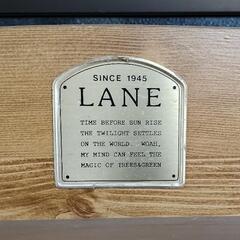 SINCE 1945
LANE
TIME BEFORE SUN RISE
THE TWILIGHT SETTLES
ON THE WORLD. WOAH,
MY MIND CAN FEEL THE
MAGIC OF TREES&GREEN